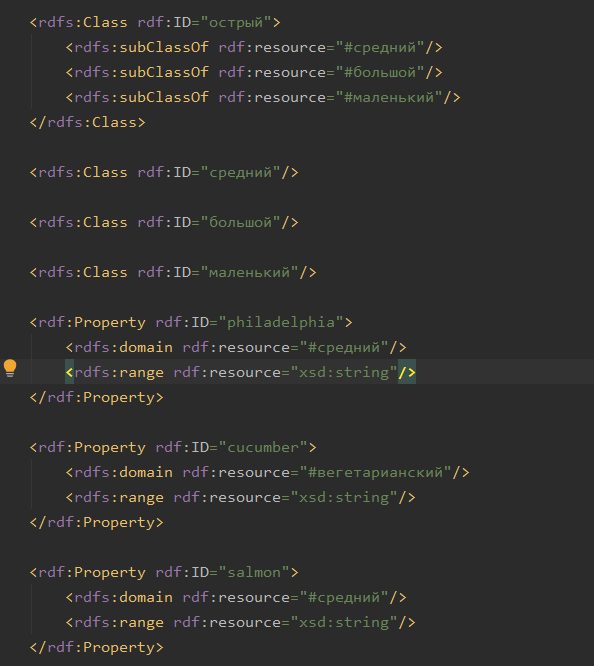 <rdfs:Class rdf:ID="острый">
<rdfs:subClassOf rdf:resource="#средний"/>
<rdfs:subClassOf rdf:resource="#большой"/>
<rdfs:subClassOf rdf:resource="#маленький"/>
</rdfs:Class>
<rdfs:Class rdf:ID="средний"/>
<rdfs:Class rdf:ID="большой"/>
<rdfs:Class rdf:ID="маленький"/>
<rdf:Property rdf:ID="philadelphia">
<rdfs:domain rdf:resource="#средний"/>
<rdfs:range rdf:resource="xsd:string"/>
</rdf:Property>
<rdf:Property rdf:ID="cucumber">
<rdfs:domain rdf:resource="#вегетарианский"/>
<rdfs:range rdf:resource="xsd:string"/>
</rdf:Property>
<rdf:Property rdf:ID="salmon">
<rdfs:domain rdf:resource="#средний"/>
<rdfs:range rdf:resource="xsd:string"/>
</rdf:Property>